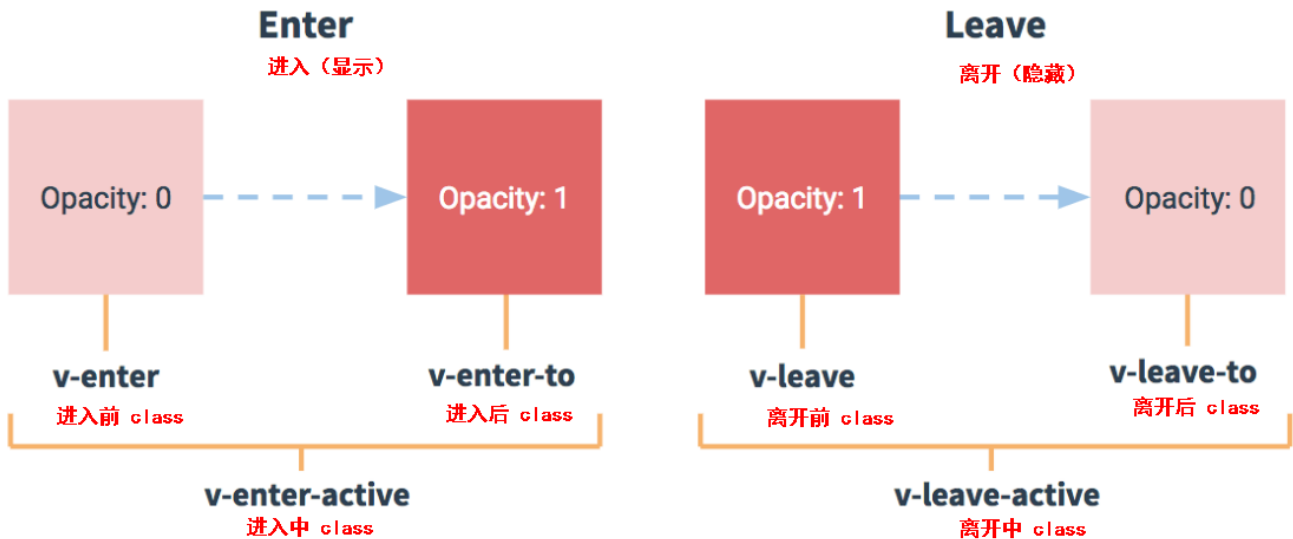 Enter
进入（显示）
Opacity: 0
Opacity: 1
v-enter
进入前 class
v-enter-to
进入后 class
v-enter-active
进入中 class
Leave
离开（隐藏）
Opacity: 1
Opacity: 0
v-leave
离开前 class
v-leave-to
离开后 class
v-leave-active
离开中 class